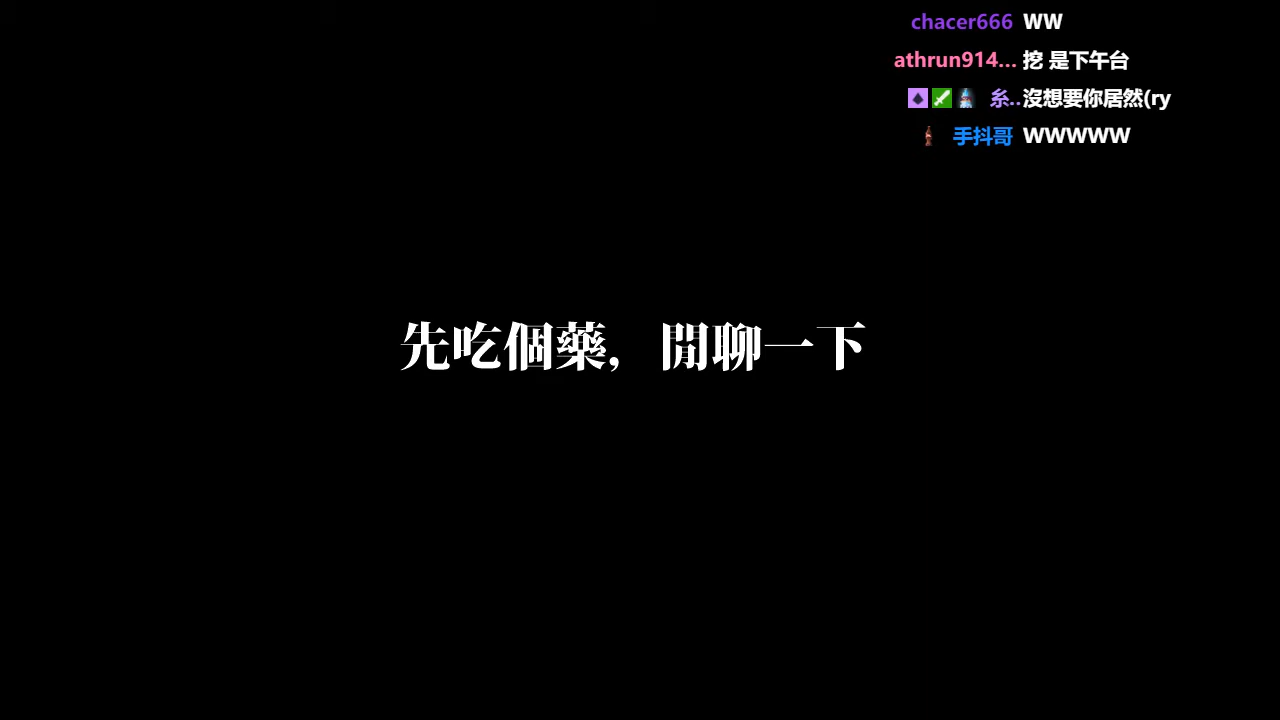 chacer666 WW
athrun914... 挖 是下午台
糸..沒想要你居然(ry
手抖哥 WWWWW
先吃個藥，閒聊一下